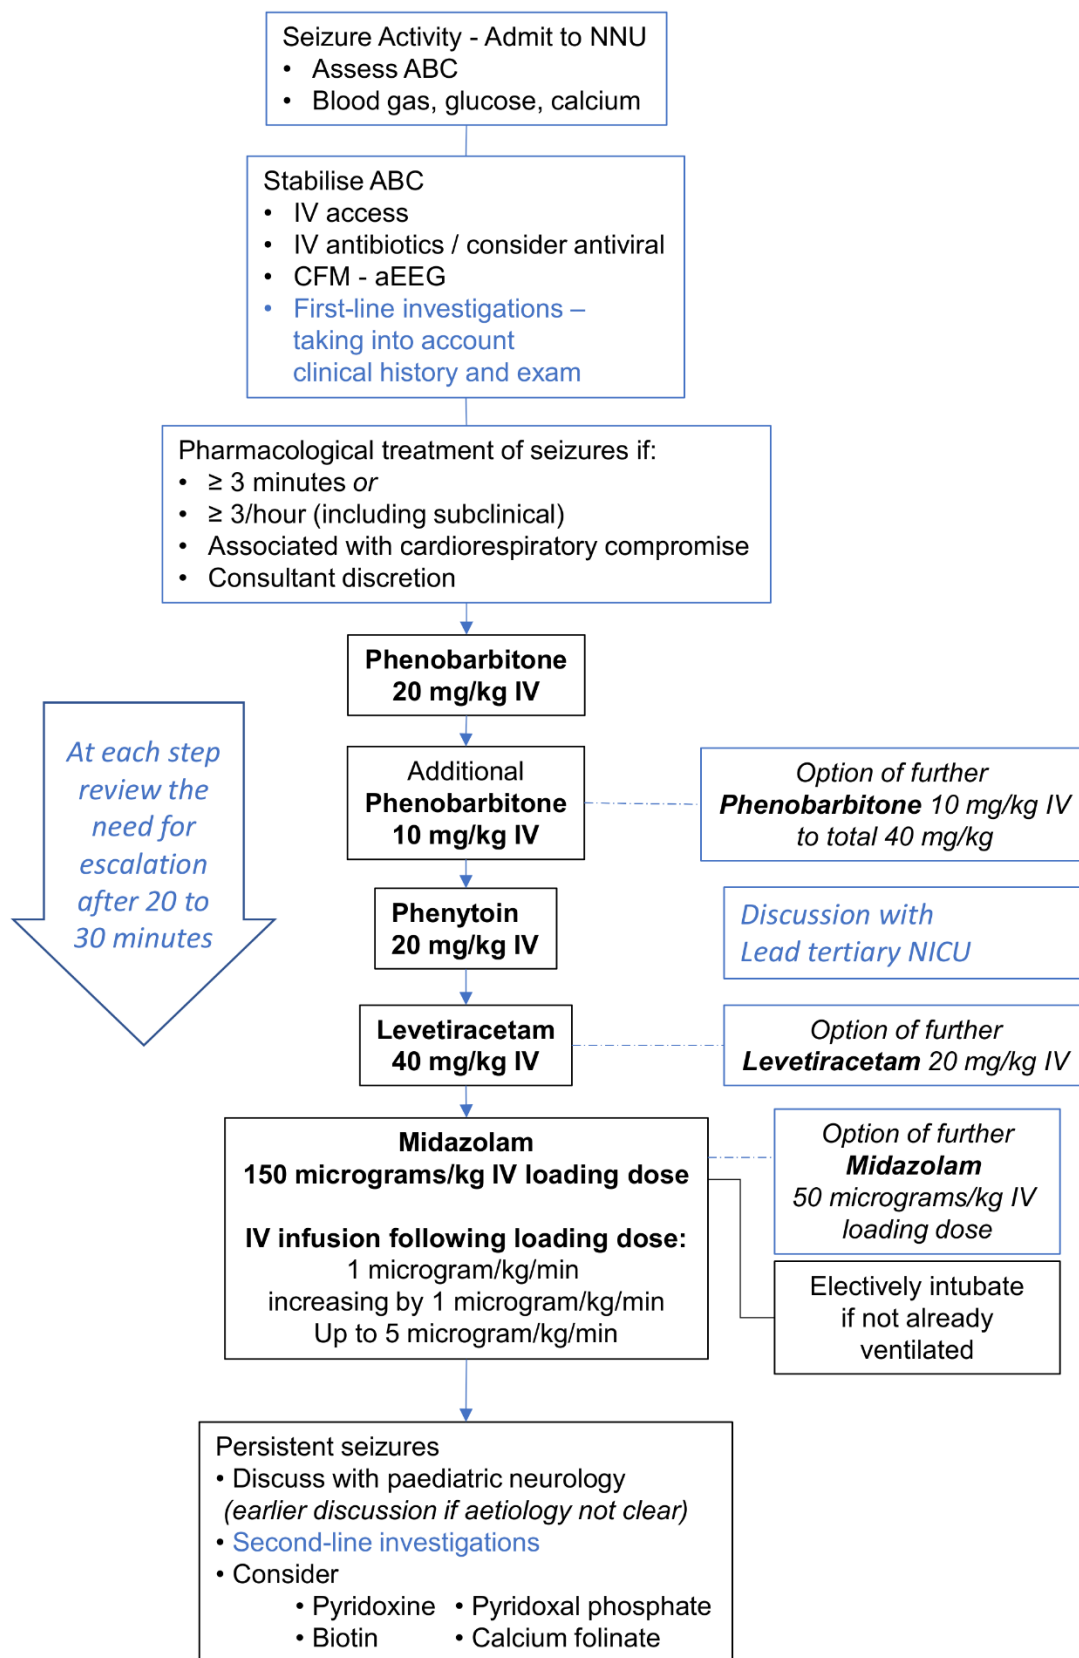 Seizure Activity - Admit to NNU
• Assess ABC
• Blood gas, glucose, calcium
Stabilise ABC
• IV access
• IV antibiotics / consider antiviral
• CFM - aEEG
• First-line investigations –
taking into account
clinical history and exam
Pharmacological treatment of seizures if:
• ≥ 3 minutes or
• ≥ 3/hour (including subclinical)
• Associated with cardiorespiratory compromise
• Consultant discretion
Phenobarbitone
20 mg/kg IV
At each step
review the
need for
escalation
after 20 to
30 minutes
Additional
Phenobarbitone
10 mg/kg IV
Option of further
Phenobarbitone 10 mg/kg IV
to total 40 mg/kg
Phenytoin
20 mg/kg IV
Discussion with
Lead tertiary NICU
Levetiracetam
40 mg/kg IV
Option of further
Levetiracetam 20 mg/kg IV
Midazolam
150 micrograms/kg IV loading dose
IV infusion following loading dose:
1 microgram/kg/min
increasing by 1 microgram/kg/min
Up to 5 microgram/kg/min
Option of further
Midazolam
50 micrograms/kg IV
loading dose
Electively intubate
if not already
ventilated
Persistent seizures
• Discuss with paediatric neurology
(earlier discussion if aetiology not clear)
• Second-line investigations
• Consider
• Pyridoxine • Pyridoxal phosphate
• Biotin • Calcium folinate